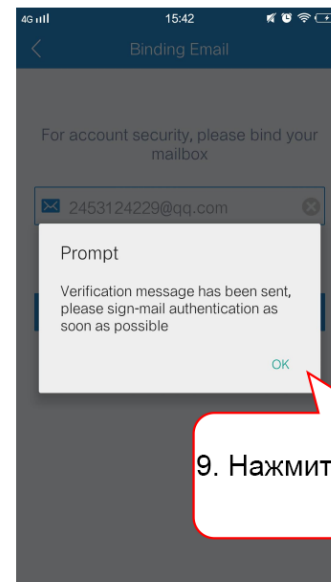 4G 15:42
Binding Email
For account security, please bind your
mailbox
2453124229@qq.com
Prompt
Verification message has been sent,
please sign-mail authentication as
soon as possible
OK
9. Нажмит